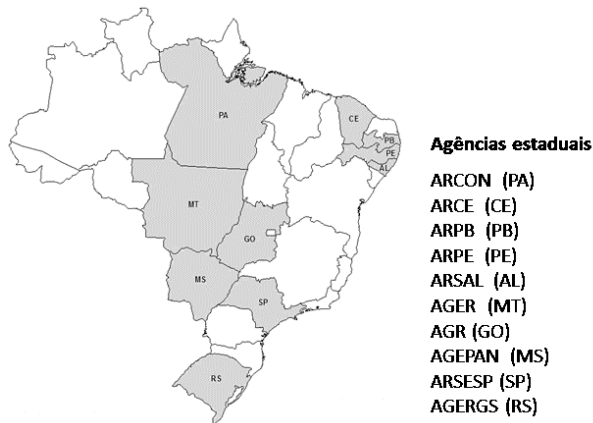 PA
CE
PB
PE
AL
MT
GO
MS
SP
RS
Agências estaduais
ARCON (PA)
ARCE (CE)
ARPB (PB)
ARPE (PE)
ARSAL (AL)
AGER (MT)
AGR (GO)
AGEPAN (MS)
ARSESP (SP)
AGERGS (RS)